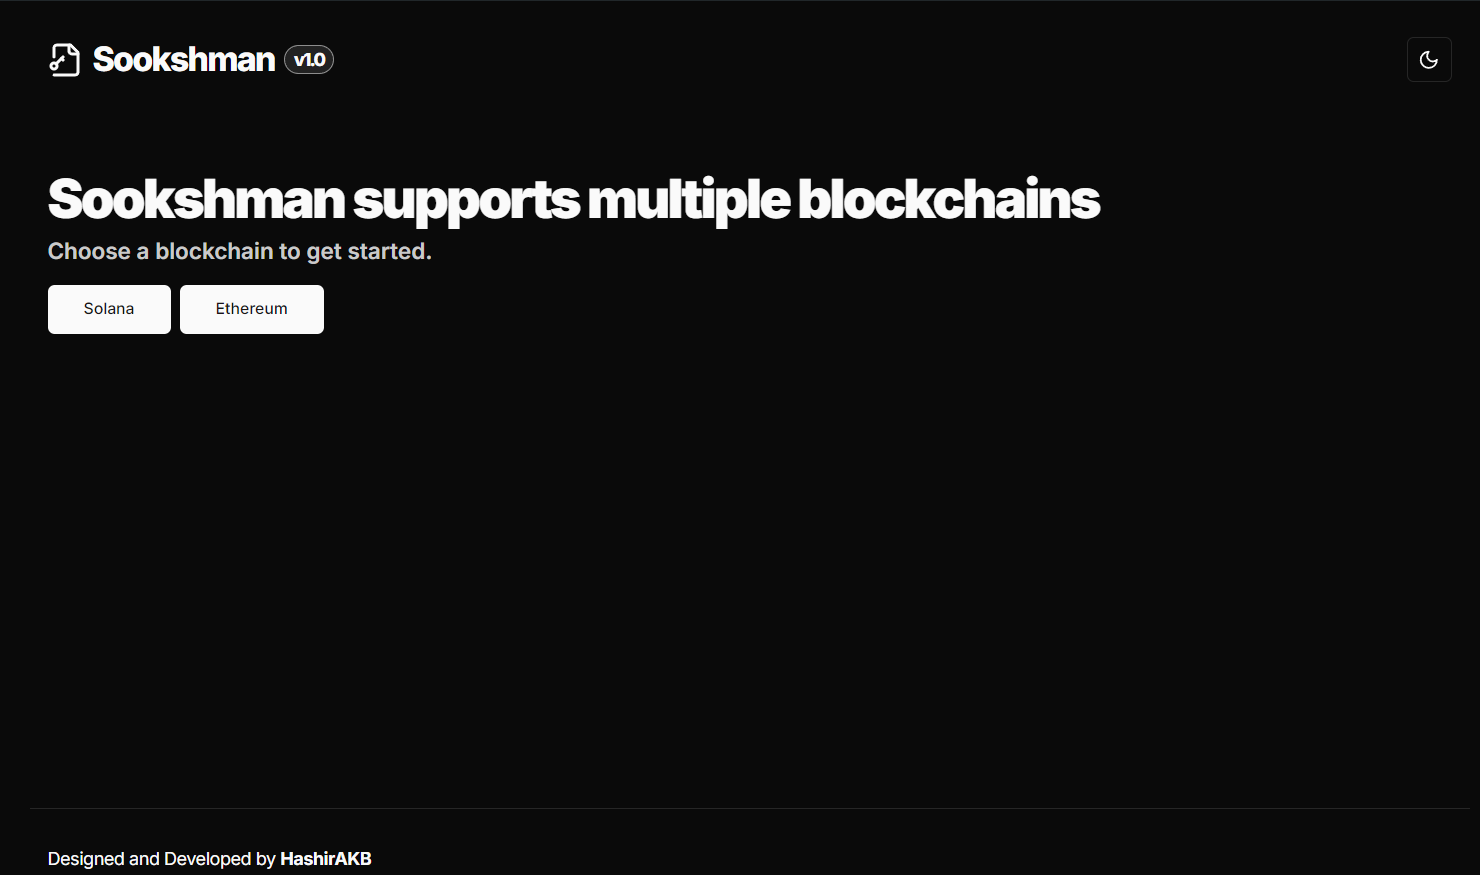 Sookshman v1.0
Sookshman supports multiple blockchains
Choose a blockchain to get started.
Solana Ethereum
Designed and Developed by HashirAKB